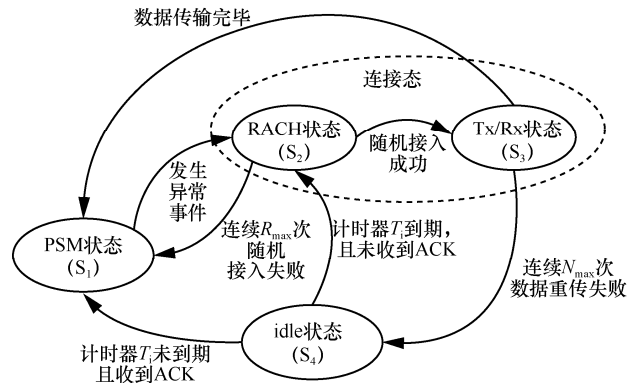 数据传输完毕
连接态
RACH状态
(S₂)
随机接入
成功
Tx/Rx状态
(S₃)
发生
异常
事件
PSM状态
(S₁)
连续Rmax次
随机
接入失败
计时器Ti到期，
且未收到ACK
连续Nmax次
数据重传失败
idle状态
(S₄)
计时器Ti未到期
且收到ACK